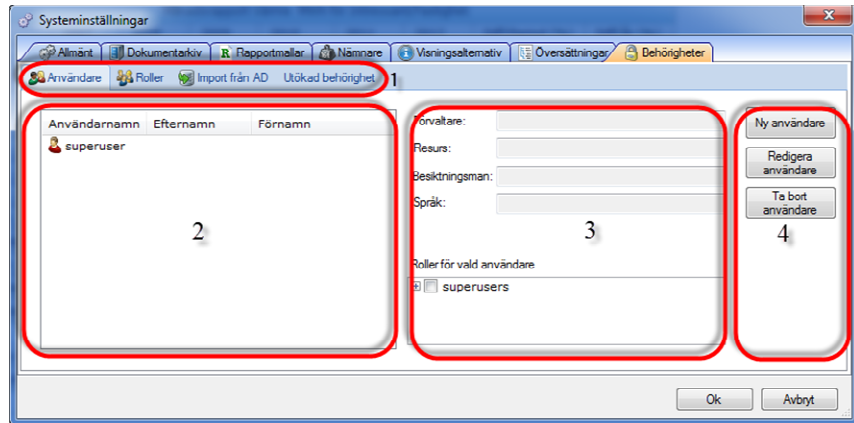 Systeminställningar
Allmänt Dokumentarkiv Rapportmallar Nämnare Visningsalternativ Översättningar Behörigheter
Användare Roller Import från AD Utökad behörighet 1
Användarnamn Efternamn Förnamn
superuser
2
Förvaltare:
Resurs:
Besiktningsman:
Språk:
3
Roller för vald användare
superusers
Ny användare
Redigera
användare
Ta bort
användare
4
Ok Avbryt